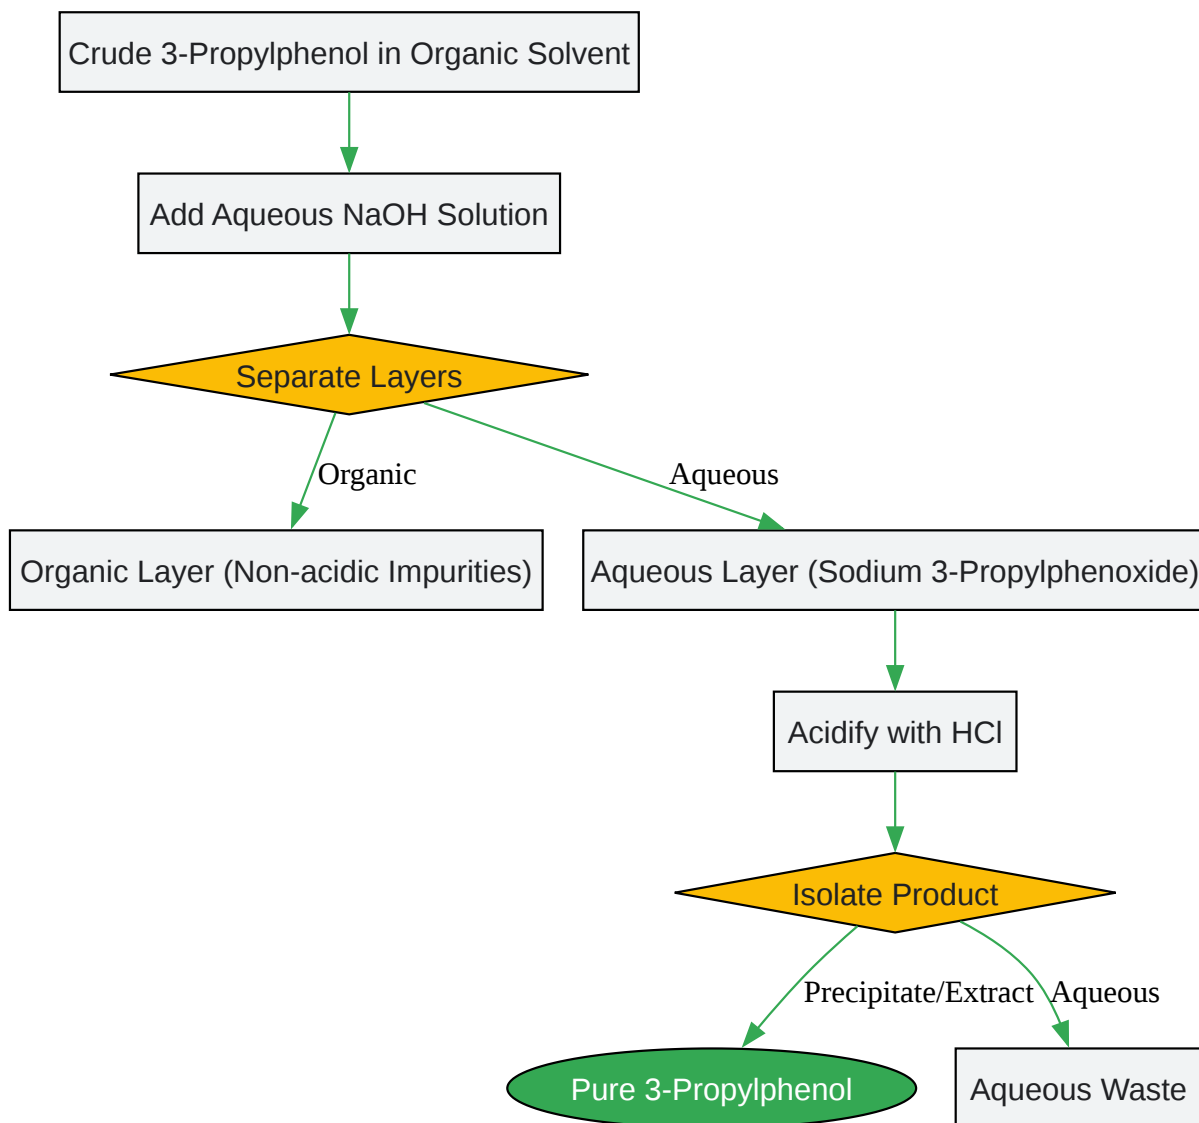 Crude 3-Propylphenol in Organic Solvent
Add Aqueous NaOH Solution
Separate Layers
Organic
Aqueous
Organic Layer (Non-acidic Impurities)
Aqueous Layer (Sodium 3-Propylphenoxide)
Acidify with HCl
Isolate Product
Precipitate/Extract
Aqueous
Pure 3-Propylphenol
Aqueous Waste